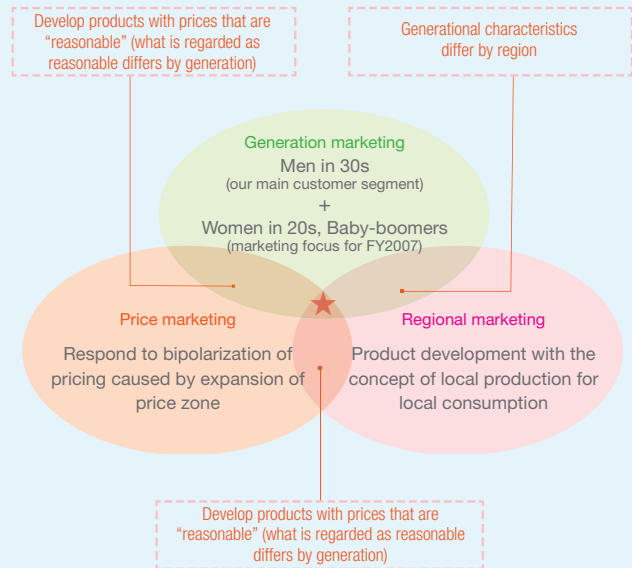 Develop products with prices that are
“reasonable” (what is regarded as
reasonable differs by generation)
Generational characteristics
differ by region
Generation marketing
Men in 30s
(our main customer segment)
+
Women in 20s, Baby-boomers
(marketing focus for FY2007)
Price marketing
Respond to bipolarization of
pricing caused by expansion of
price zone
Regional marketing
Product development with the
concept of local production for
local consumption
Develop products with prices that are
“reasonable” (what is regarded as reasonable
differs by generation)